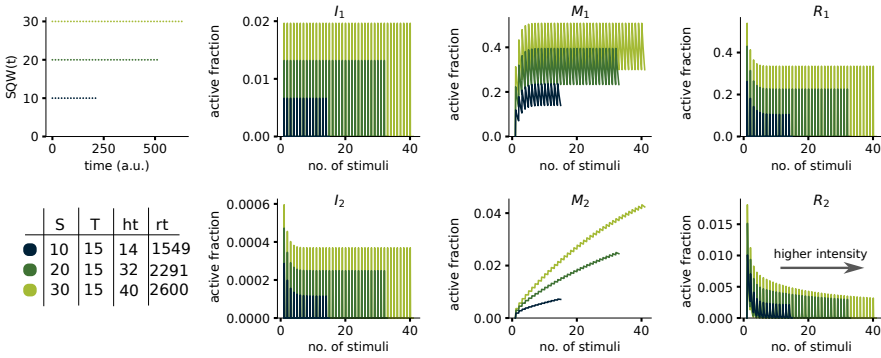 SQW(t)
30
20
10
0
0 250 500
time (a.u.)
I1
active fraction
0.02
0.01
0.00
0 20 40
no. of stimuli
M1
active fraction
0.4
0.2
0.0
0 20 40
no. of stimuli
R1
active fraction
0.4
0.2
0.0
0 20 40
no. of stimuli
S T ht rt
10 15 14 1549
20 15 32 2291
30 15 40 2600
I2
active fraction
0.0006
0.0004
0.0002
0.0000
0 20 40
no. of stimuli
M2
active fraction
0.04
0.02
0.00
0 20 40
no. of stimuli
R2
active fraction
0.015
0.010
0.005
0.000
higher intensity
0 20 40
no. of stimuli